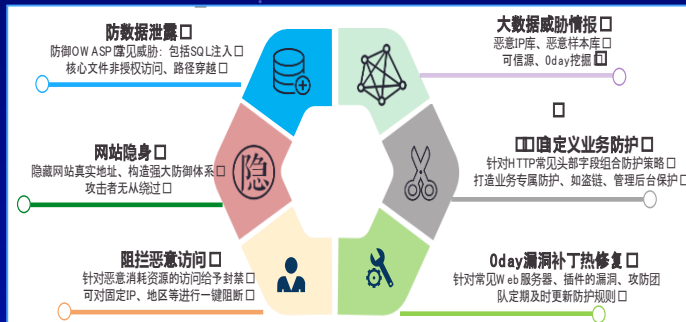 防数据泄露
防御OWASP常见威胁：包括SQL注入
核心文件非授权访问、路径穿越
大数据威胁情报
恶意IP库、恶意样本库
可信源、0day挖掘
网站隐身
隐藏网站真实地址、构造强大防御体系
攻击者无从绕过
隐
自定义业务防护
针对HTTP常见头部字段组合防护策略
打造业务专属防护、如盗链、管理后台保护
阻拦恶意访问
针对恶意消耗资源的访问给予封禁
可对固定IP、地区等进行一键阻断
0day漏洞补丁热修复
针对常见Web服务器、插件的漏洞、攻防团
队定期及时更新防护规则